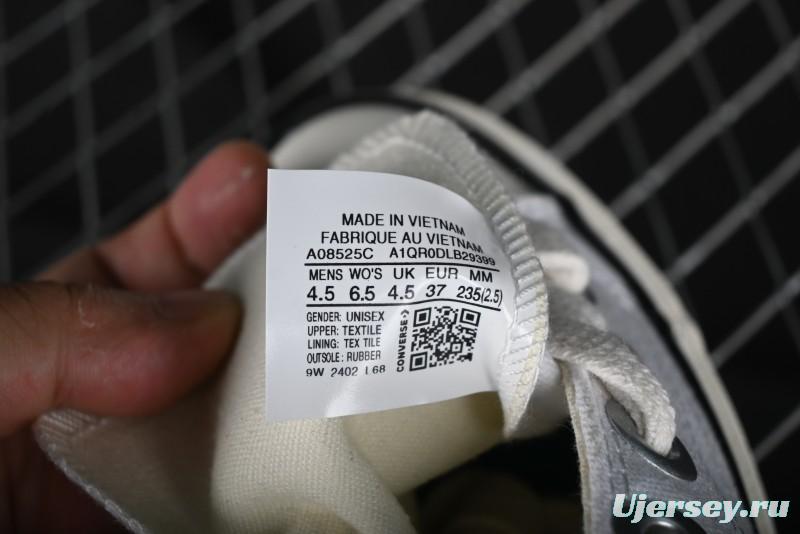 MADE IN VIETNAM
FABRIQUE AU VIETNAM
A08525C A1QR0DLB29399
MENS WO'S UK EUR MM
4.5 6.5 4.5 37 235(2.5)
GENDER: UNISEX
UPPER: TEXTILE
LINING: TEX TILE
OUTSOLE: RUBBER
9W 2402 L68
CONVERSE
Ujersey.ru